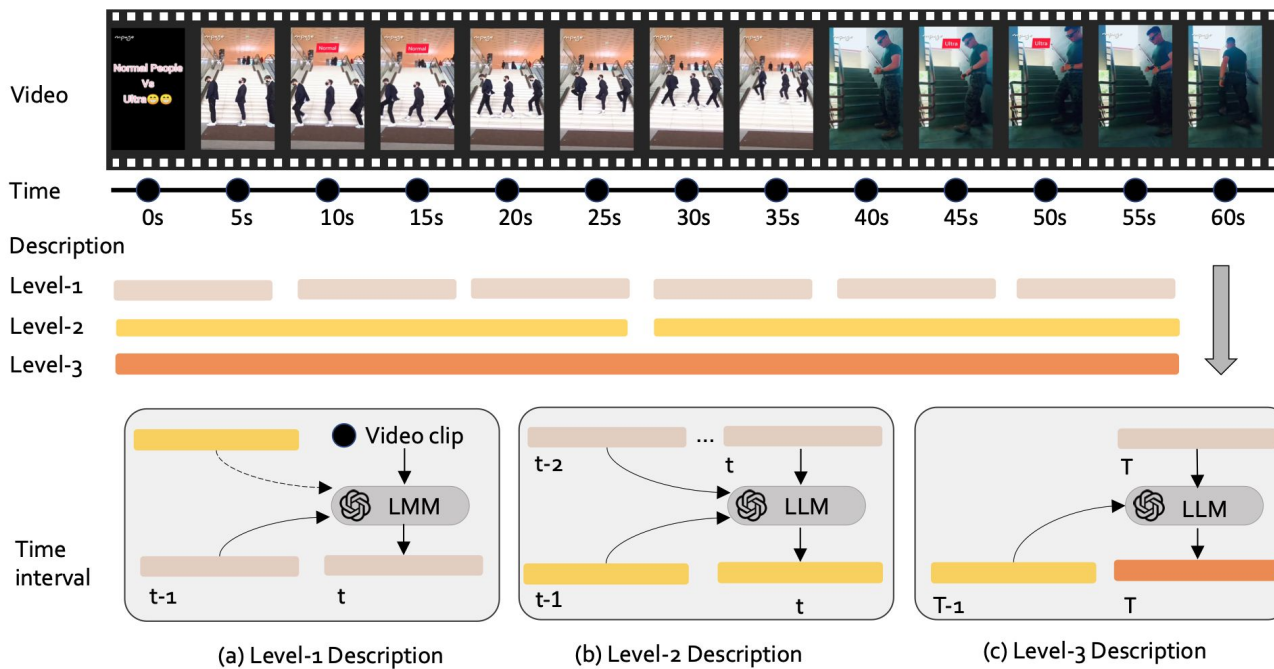 mpage
Normal People
Vs
Ultra😬😬
Normal
Normal
Ultra
Ultra
Video
Time
0s
5s
10s
15s
20s
25s
30s
35s
40s
45s
50s
55s
60s
Description
Level-1
Level-2
Level-3
Video clip
LMM
t-1
t
t-2
...
t
LLM
t-1
t
T
LLM
T-1
T
Time
interval
(a) Level-1 Description
(b) Level-2 Description
(c) Level-3 Description